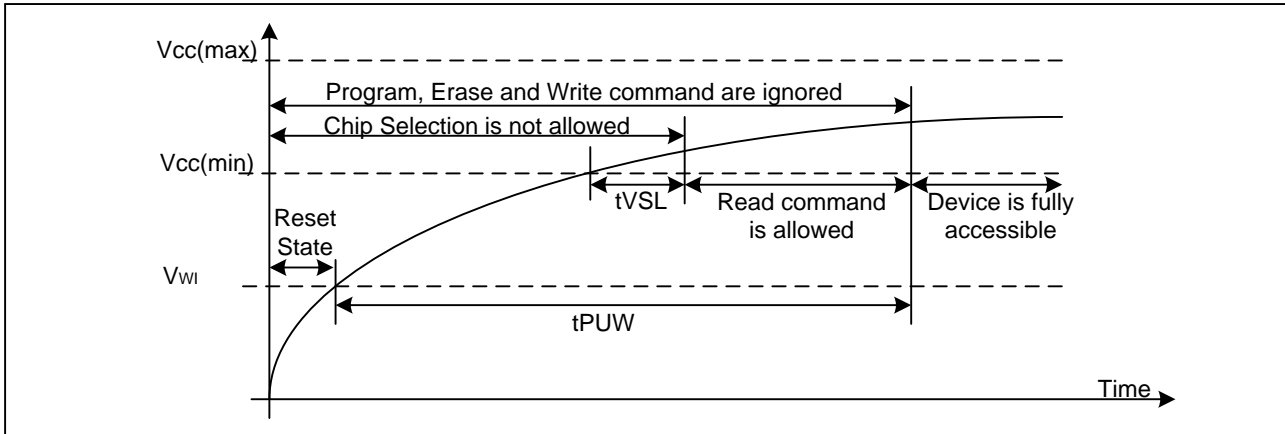 Vcc(max)
Program, Erase and Write command are ignored
Chip Selection is not allowed
Vcc(min)
tVSL
Read command
is allowed
Device is fully
accessible
Reset
State
VWI
tPUW
Time